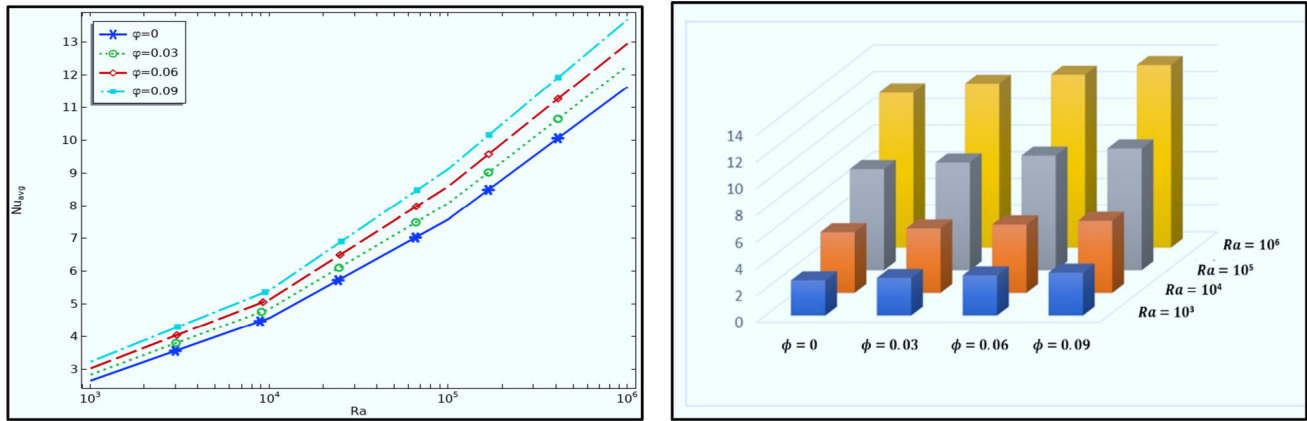 13
12
11
10
9
8
7
6
5
4
3
Nu_avg
φ=0
φ=0.03
φ=0.06
φ=0.09
10³ 10⁴ 10⁵ 10⁶
Ra
14
12
10
8
6
4
2
0
Ra = 10⁶
Ra = 10⁵
Ra = 10⁴
Ra = 10³
ϕ = 0 ϕ = 0.03 ϕ = 0.06 ϕ = 0.09